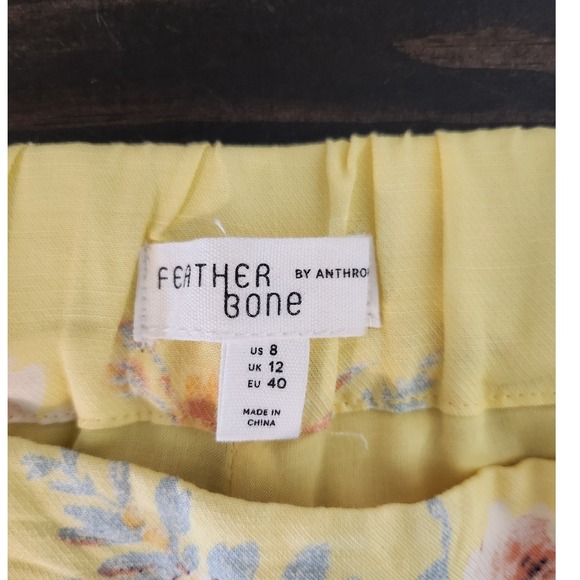 FEATHER BY ANTHRO
Bone
US 8
UK 12
EU 40
MADE IN
CHINA